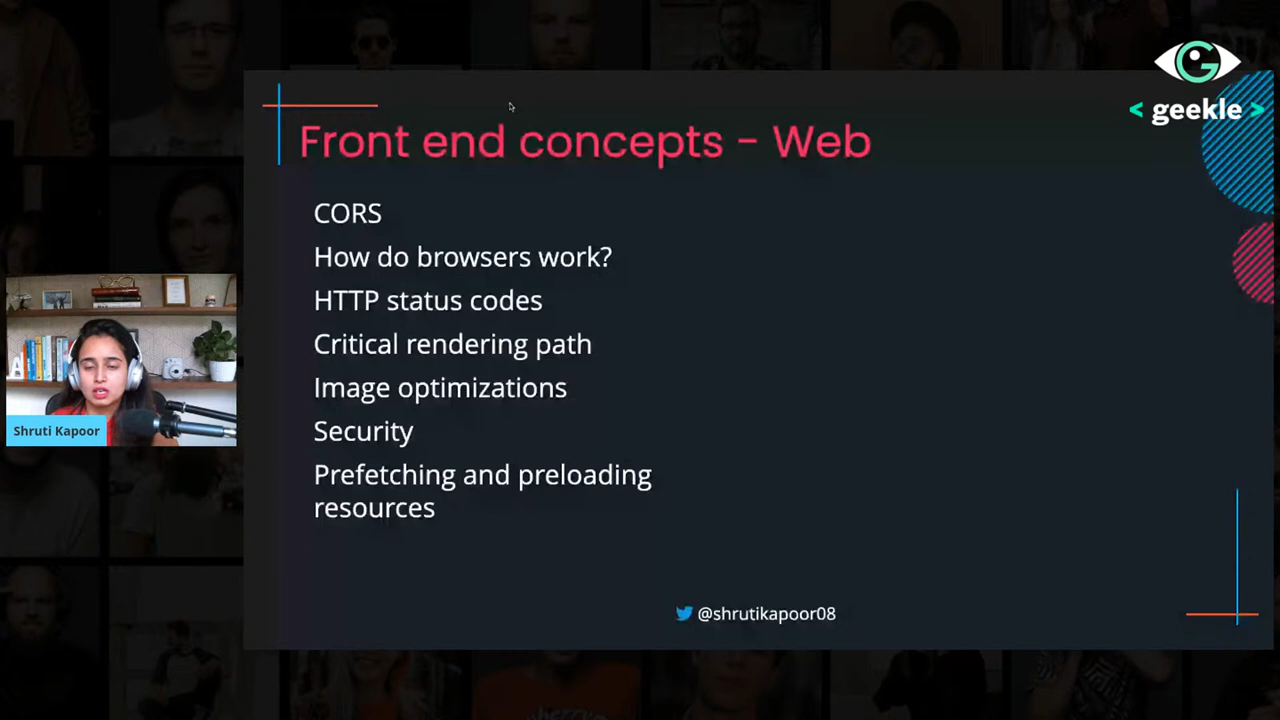 < geekle >
Front end concepts - Web
CORS
How do browsers work?
HTTP status codes
Critical rendering path
Image optimizations
Security
Prefetching and preloading
resources
Shruti Kapoor
@shrutikapoor08